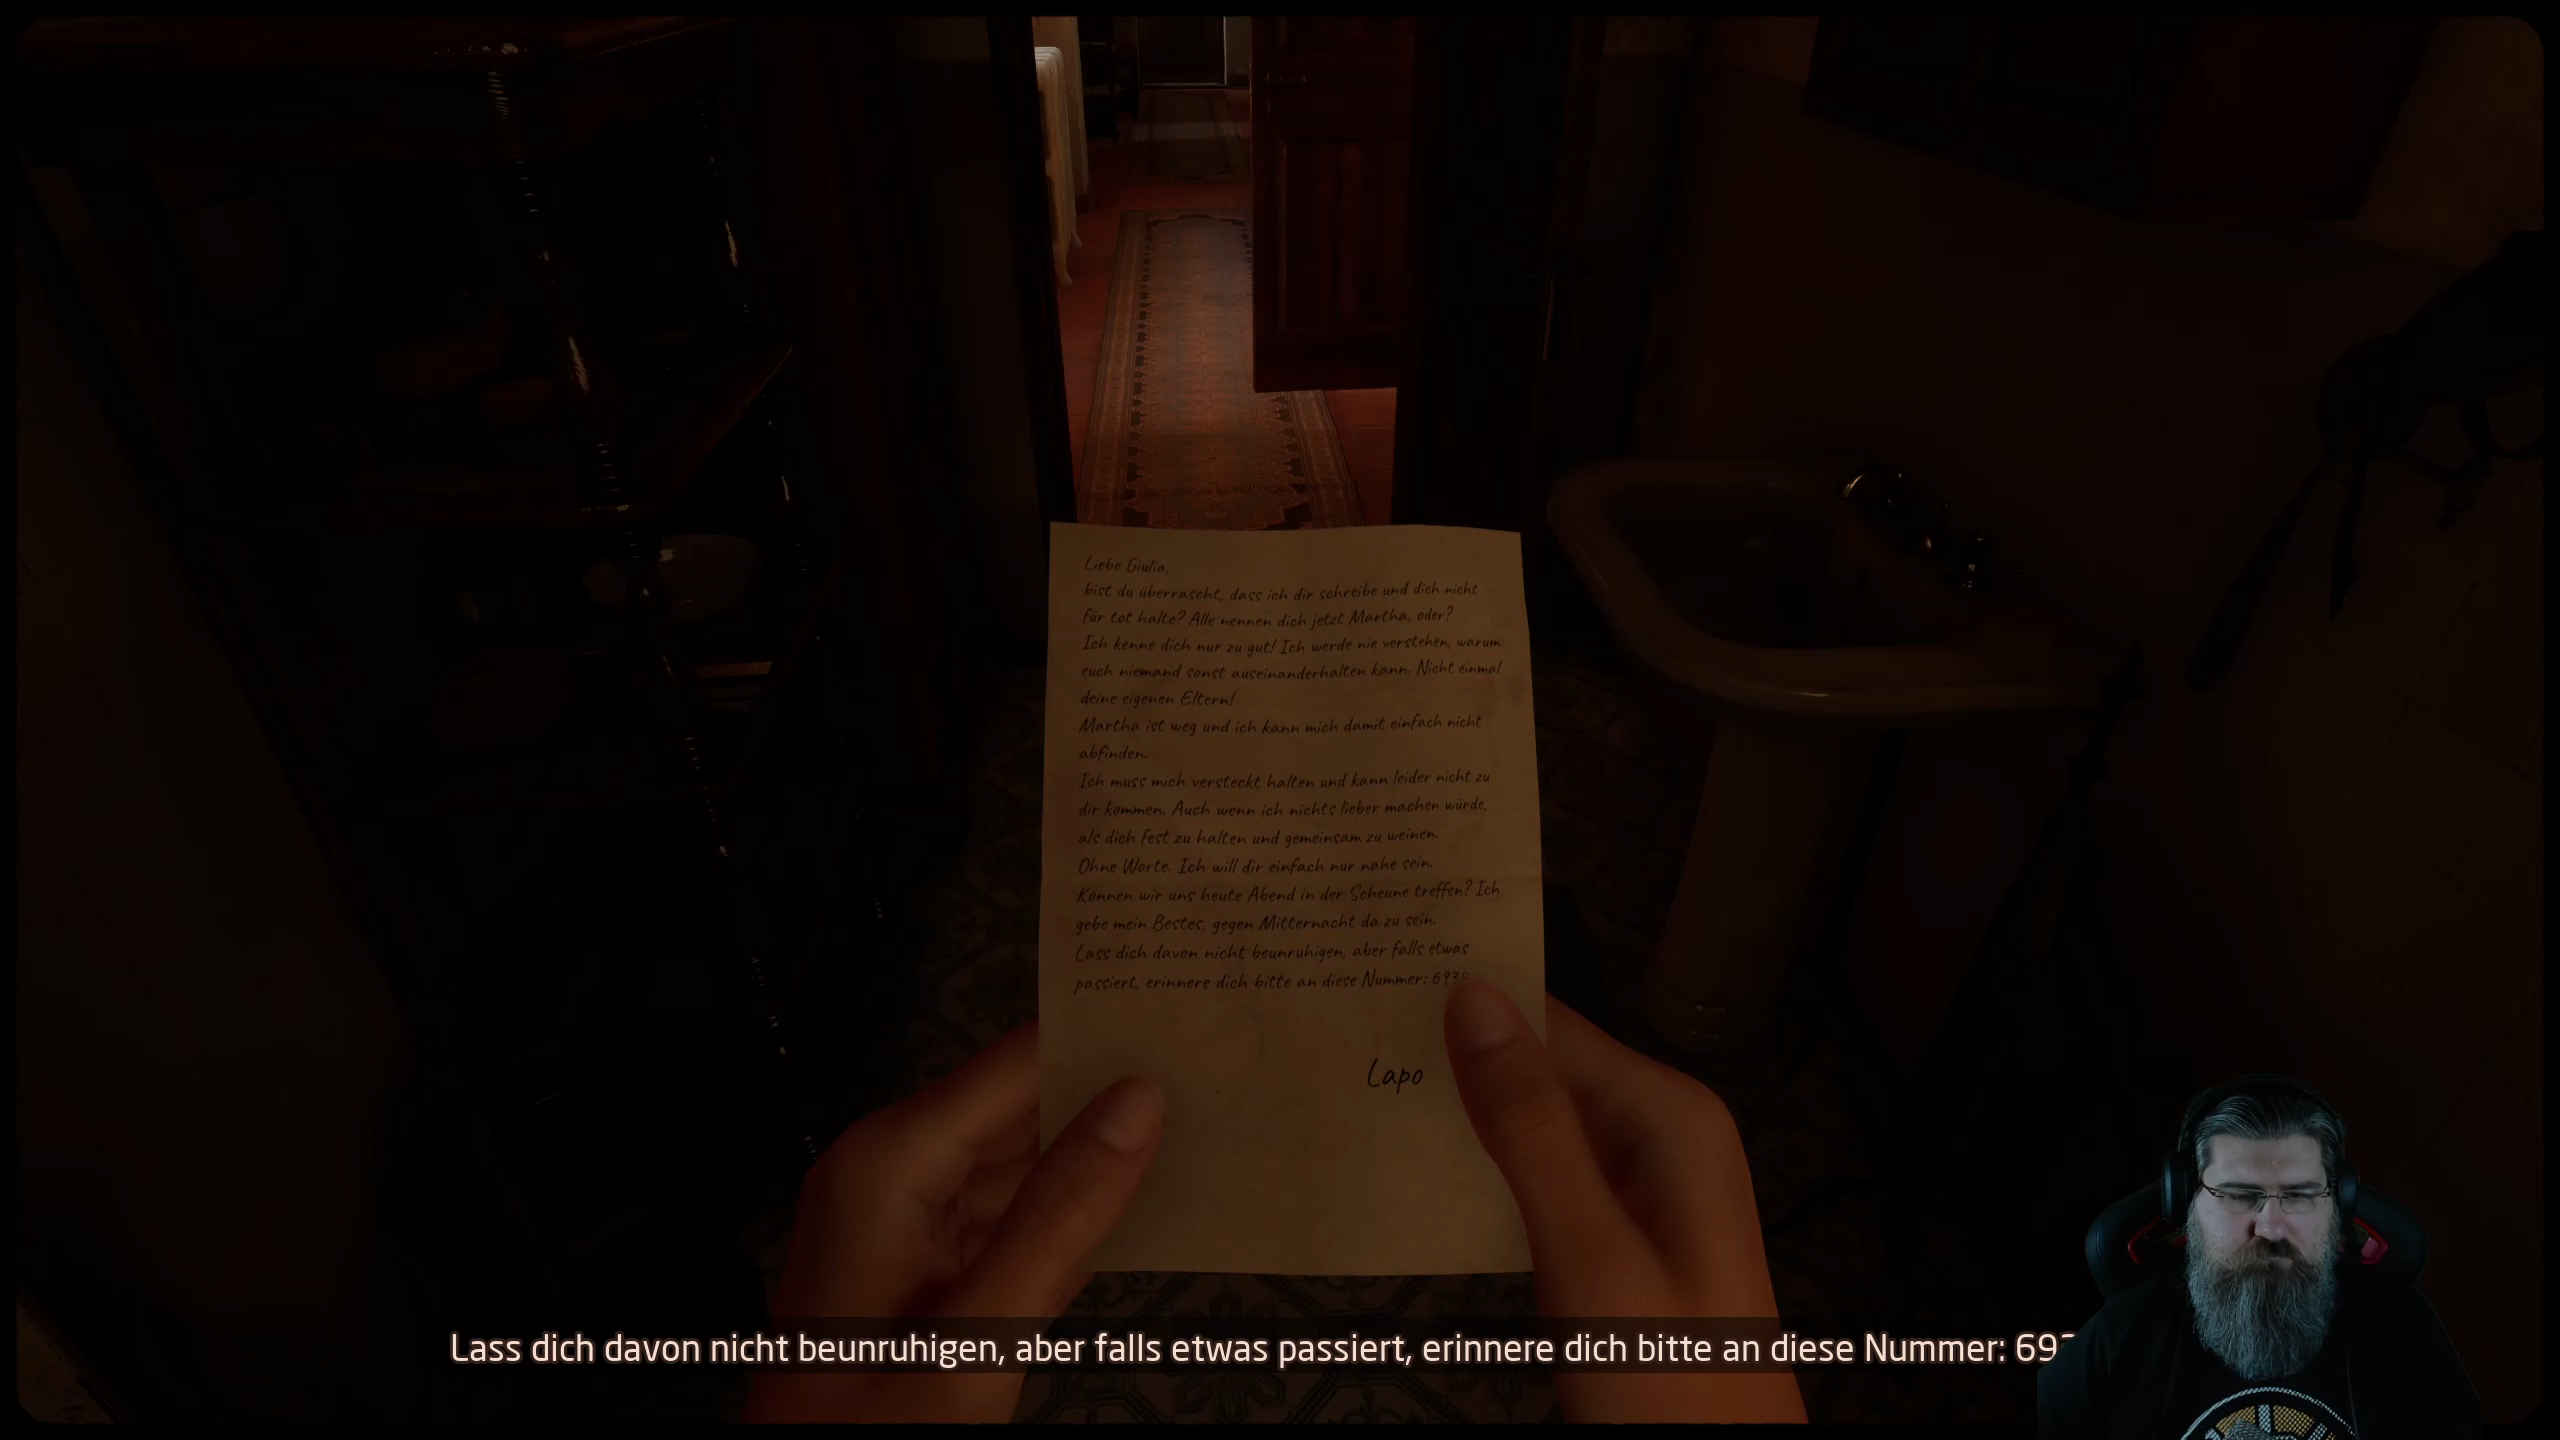 Liebe Giulia,
bist du überrascht, dass ich dir schreibe und dich nicht
für tot halte? Alle nennen dich jetzt Martha, oder?
Ich kenne dich nur zu gut! Ich werde nie verstehen, warum
euch niemand sonst auseinanderhalten kann. Nicht einmal
deine eigenen Eltern!
Martha ist weg und ich kann mich damit einfach nicht
abfinden.
Ich muss mich versteckt halten und kann leider nicht zu
dir kommen. Auch wenn ich nichts lieber machen würde,
als dich fest zu halten und gemeinsam zu weinen.
Ohne Worte. Ich will dir einfach nur nahe sein.
Können wir uns heute Abend in der Scheune treffen? Ich
gebe mein Bestes, gegen Mitternacht da zu sein.
Lass dich davon nicht beunruhigen, aber falls etwas
passiert, erinnere dich bitte an diese Nummer:
Lapo
Lass dich davon nicht beunruhigen, aber falls etwas passiert, erinnere dich bitte an diese Nummer: